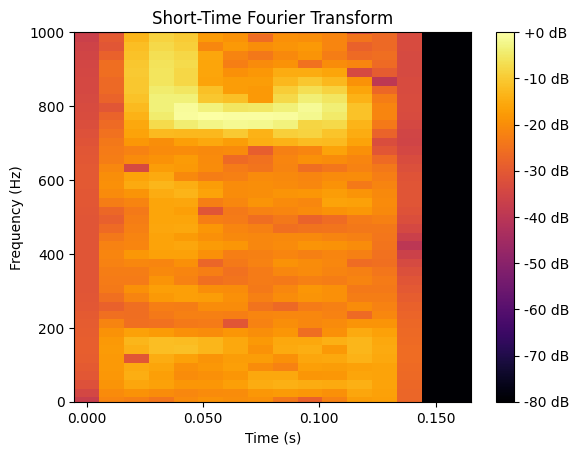 Short-Time Fourier Transform
1000
800
600
400
200
0
Frequency (Hz)
0.000
0.050
0.100
0.150
Time (s)
+0 dB
-10 dB
-20 dB
-30 dB
-40 dB
-50 dB
-60 dB
-70 dB
-80 dB